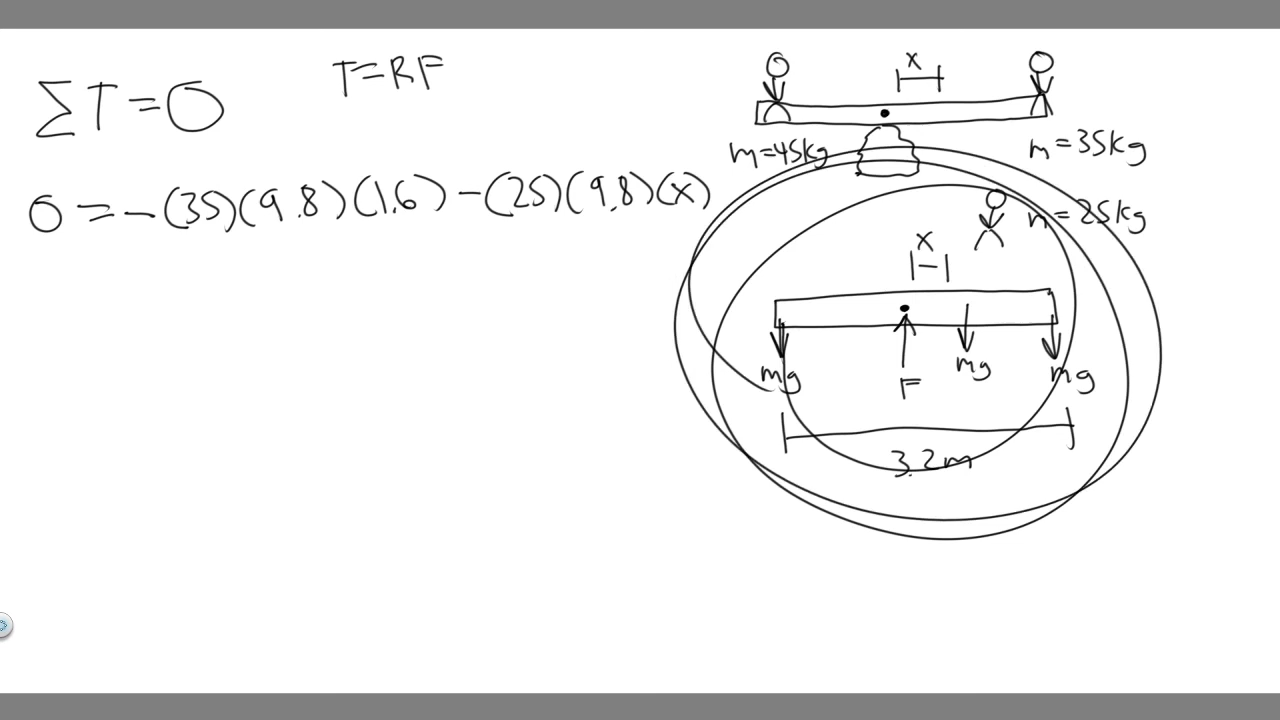 ΣT=0
T=RF
0=-(35)(9.8)(1.6)-(25)(9.8)(x)
x
m=45kg
m=35kg
m=25kg
x
mg
F
mg
mg
3.2m